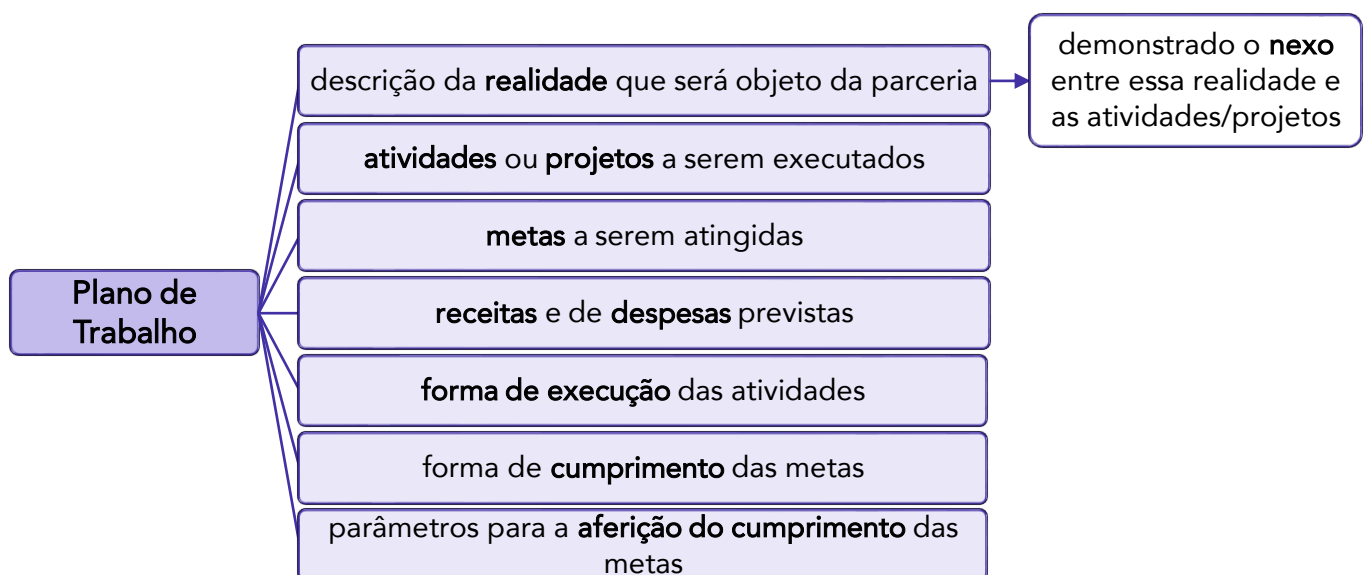 Plano de
Trabalho
descrição da realidade que será objeto da parceria
demonstrado o nexo
entre essa realidade e
as atividades/projetos
atividades ou projetos a serem executados
metas a serem atingidas
receitas e de despesas previstas
forma de execução das atividades
forma de cumprimento das metas
parâmetros para a aferição do cumprimento das
metas